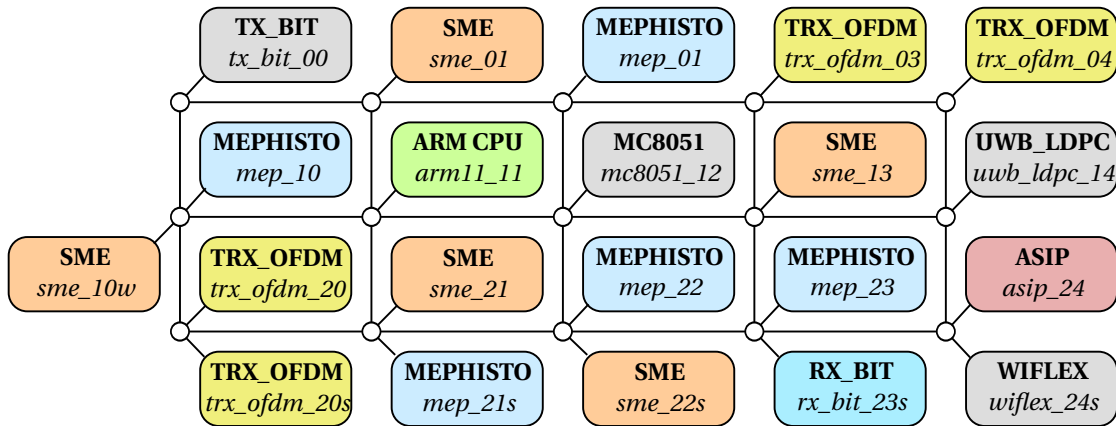 TX_BIT
tx_bit_00
SME
sme_01
MEPHISTO
mep_01
TRX_OFDM
trx_ofdm_03
TRX_OFDM
trx_ofdm_04
MEPHISTO
mep_10
ARM CPU
arm11_11
MC8051
mc8051_12
SME
sme_13
UWB_LDPC
uwb_ldpc_14
SME
sme_10w
TRX_OFDM
trx_ofdm_20
SME
sme_21
MEPHISTO
mep_22
MEPHISTO
mep_23
ASIP
asip_24
TRX_OFDM
trx_ofdm_20s
MEPHISTO
mep_21s
SME
sme_22s
RX_BIT
rx_bit_23s
WIFLEX
wiflex_24s